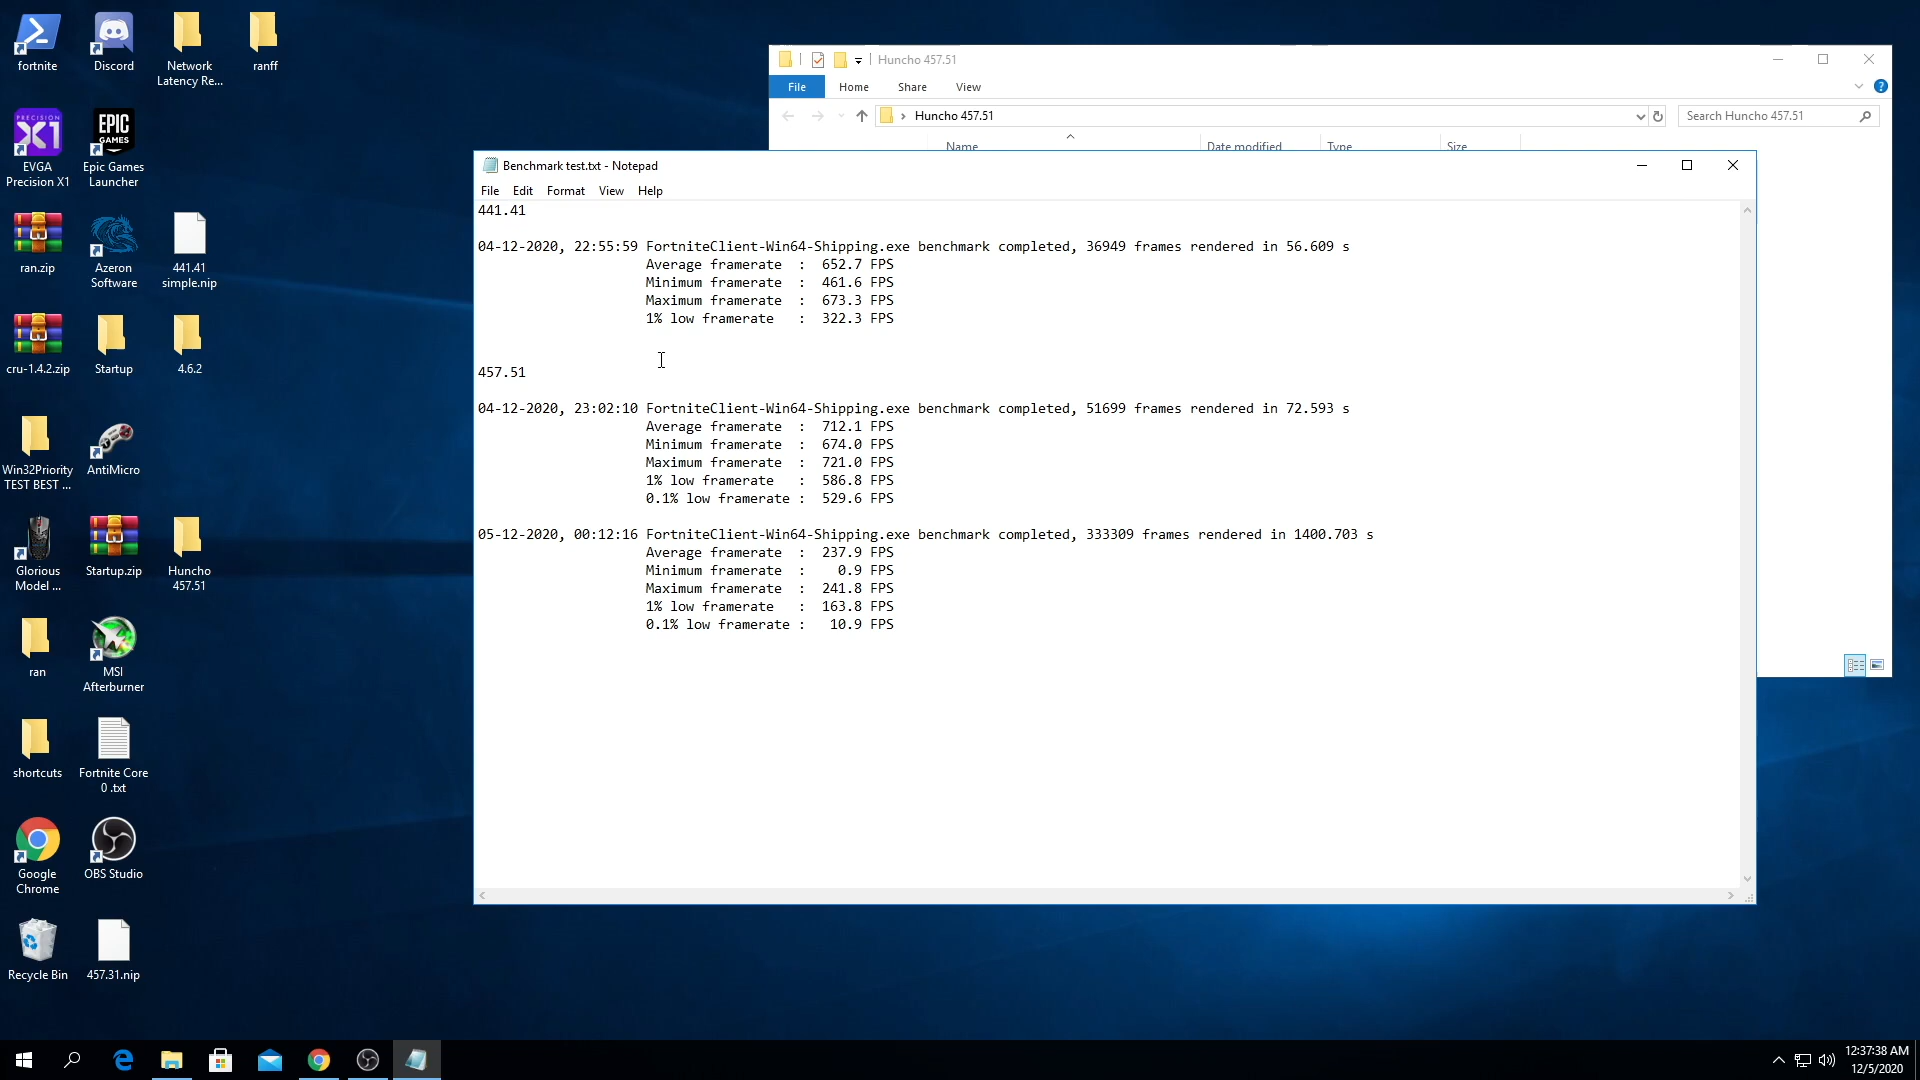 fortnite
Discord
Network
Latency Re...
ranff
EVGA
Precision X1
PRECISION
X1
EPIC
GAMES
Epic Games
Launcher
ran.zip
Azeron
Software
441.41
simple.nip
cru-1.4.2.zip
Startup
4.6.2
Win32Priority
TEST BEST ...
AntiMicro
Glorious
Model ...
Startup.zip
Huncho
457.51
ran
MSI
Afterburner
shortcuts
Fortnite Core
0 .txt
Google
Chrome
OBS Studio
Recycle Bin
457.31.nip
Huncho 457.51
File Home Share View
Huncho 457.51
Search Huncho 457.51
Name Date modified Type Size
Benchmark test.txt - Notepad
File Edit Format View Help
441.41
04-12-2020, 22:55:59 FortniteClient-Win64-Shipping.exe benchmark completed, 36949 frames rendered in 56.609 s
Average framerate : 652.7 FPS
Minimum framerate : 461.6 FPS
Maximum framerate : 673.3 FPS
1% low framerate : 322.3 FPS
457.51
04-12-2020, 23:02:10 FortniteClient-Win64-Shipping.exe benchmark completed, 51699 frames rendered in 72.593 s
Average framerate : 712.1 FPS
Minimum framerate : 674.0 FPS
Maximum framerate : 721.0 FPS
1% low framerate : 586.8 FPS
0.1% low framerate : 529.6 FPS
05-12-2020, 00:12:16 FortniteClient-Win64-Shipping.exe benchmark completed, 333309 frames rendered in 1400.703 s
Average framerate : 237.9 FPS
Minimum framerate : 0.9 FPS
Maximum framerate : 241.8 FPS
1% low framerate : 163.8 FPS
0.1% low framerate : 10.9 FPS
12:37:38 AM
12/5/2020